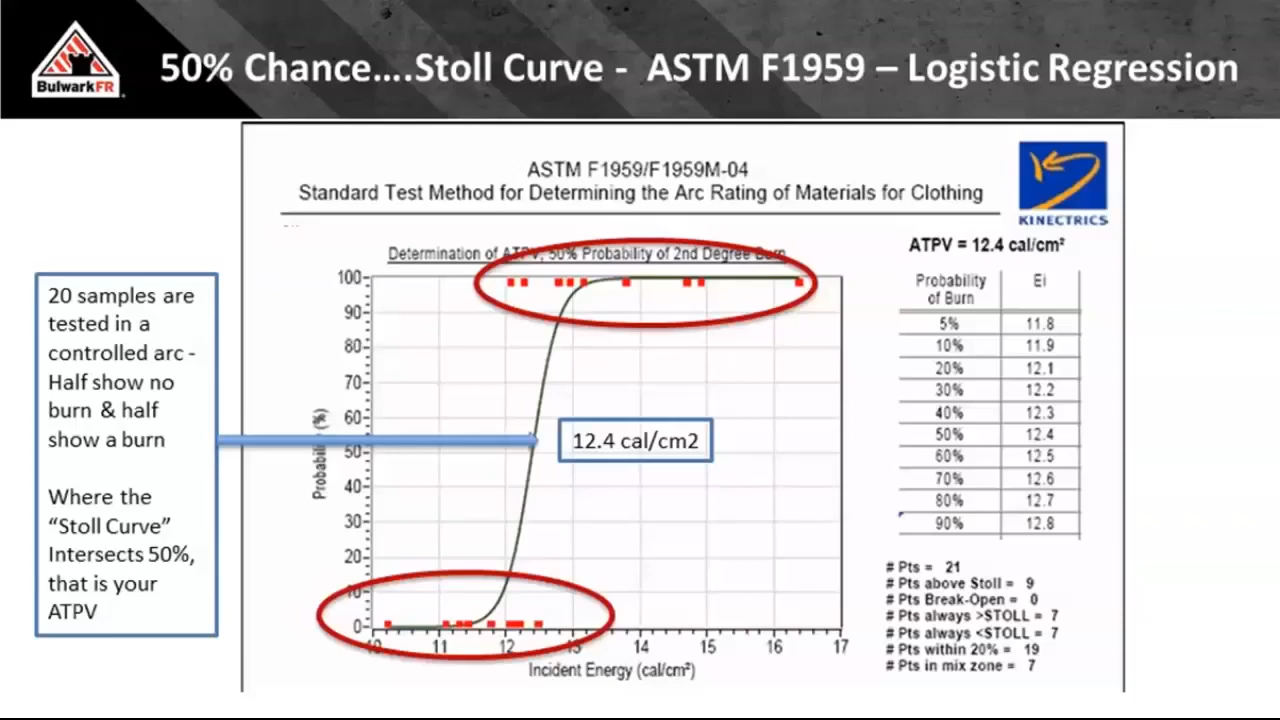 BulwarkFR
50% Chance....Stoll Curve - ASTM F1959 – Logistic Regression
ASTM F1959/F1959M-04
Standard Test Method for Determining the Arc Rating of Materials for Clothing
KINECTRICS
20 samples are
tested in a
controlled arc -
Half show no
burn & half
show a burn
Where the
“Stoll Curve”
Intersects 50%,
that is your
ATPV
Determination of ATPV, 50% Probability of 2nd Degree Burn
Probability (%)
100
90
80
70
60
50
40
30
20
10
0
10 11 12 13 14 15 16 17
Incident Energy (cal/cm²)
12.4 cal/cm2
ATPV = 12.4 cal/cm²
Probability Ei
of Burn
5% 11.8
10% 11.9
20% 12.1
30% 12.2
40% 12.3
50% 12.4
60% 12.5
70% 12.6
80% 12.7
90% 12.8
# Pts = 21
# Pts above Stoll = 9
# Pts Break-Open = 0
# Pts always >STOLL = 7
# Pts always <STOLL = 7
# Pts within 20% = 19
# Pts in mix zone = 7